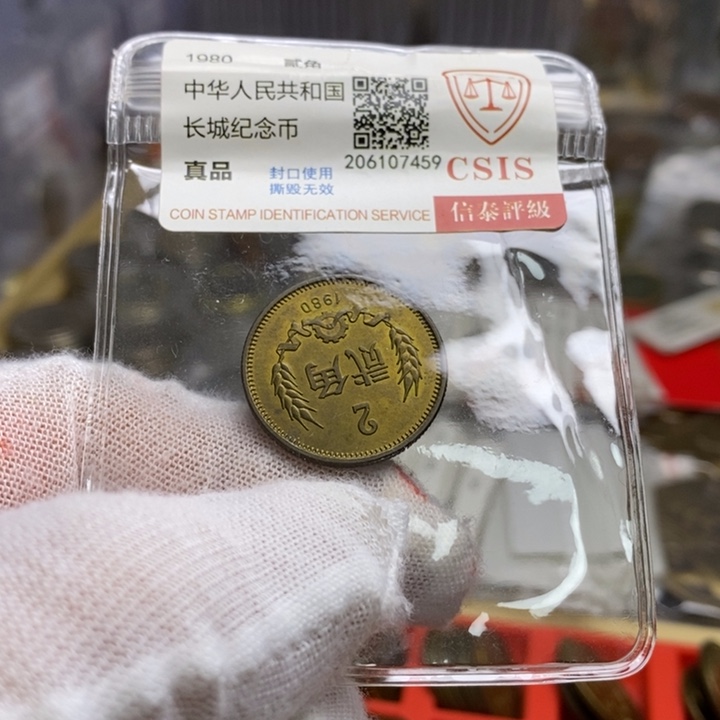 1980 贰角
中华人民共和国
长城纪念币
真品
封口使用
撕毁无效
206107459
CSIS
COIN STAMP IDENTIFICATION SERVICE
信泰評級
1980
贰角
2